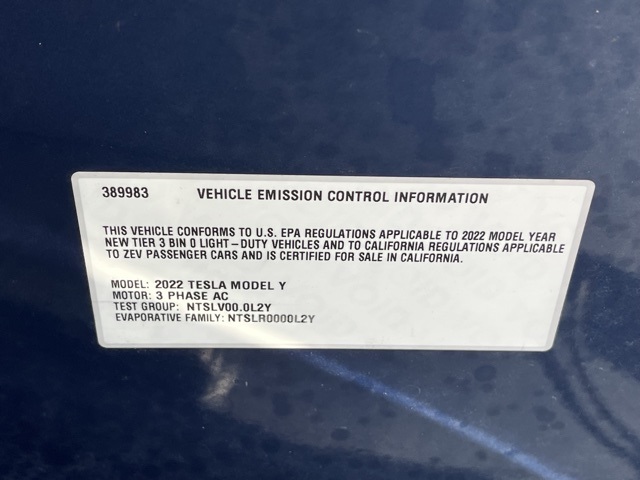 389983 VEHICLE EMISSION CONTROL INFORMATION
THIS VEHICLE CONFORMS TO U.S. EPA REGULATIONS APPLICABLE TO 2022 MODEL YEAR
NEW TIER 3 BIN 0 LIGHT-DUTY VEHICLES AND TO CALIFORNIA REGULATIONS APPLICABLE
TO ZEV PASSENGER CARS AND IS CERTIFIED FOR SALE IN CALIFORNIA.
MODEL: 2022 TESLA MODEL Y
MOTOR: 3 PHASE AC
TEST GROUP: NTSLV00.0L2Y
EVAPORATIVE FAMILY: NTSLR0000L2Y